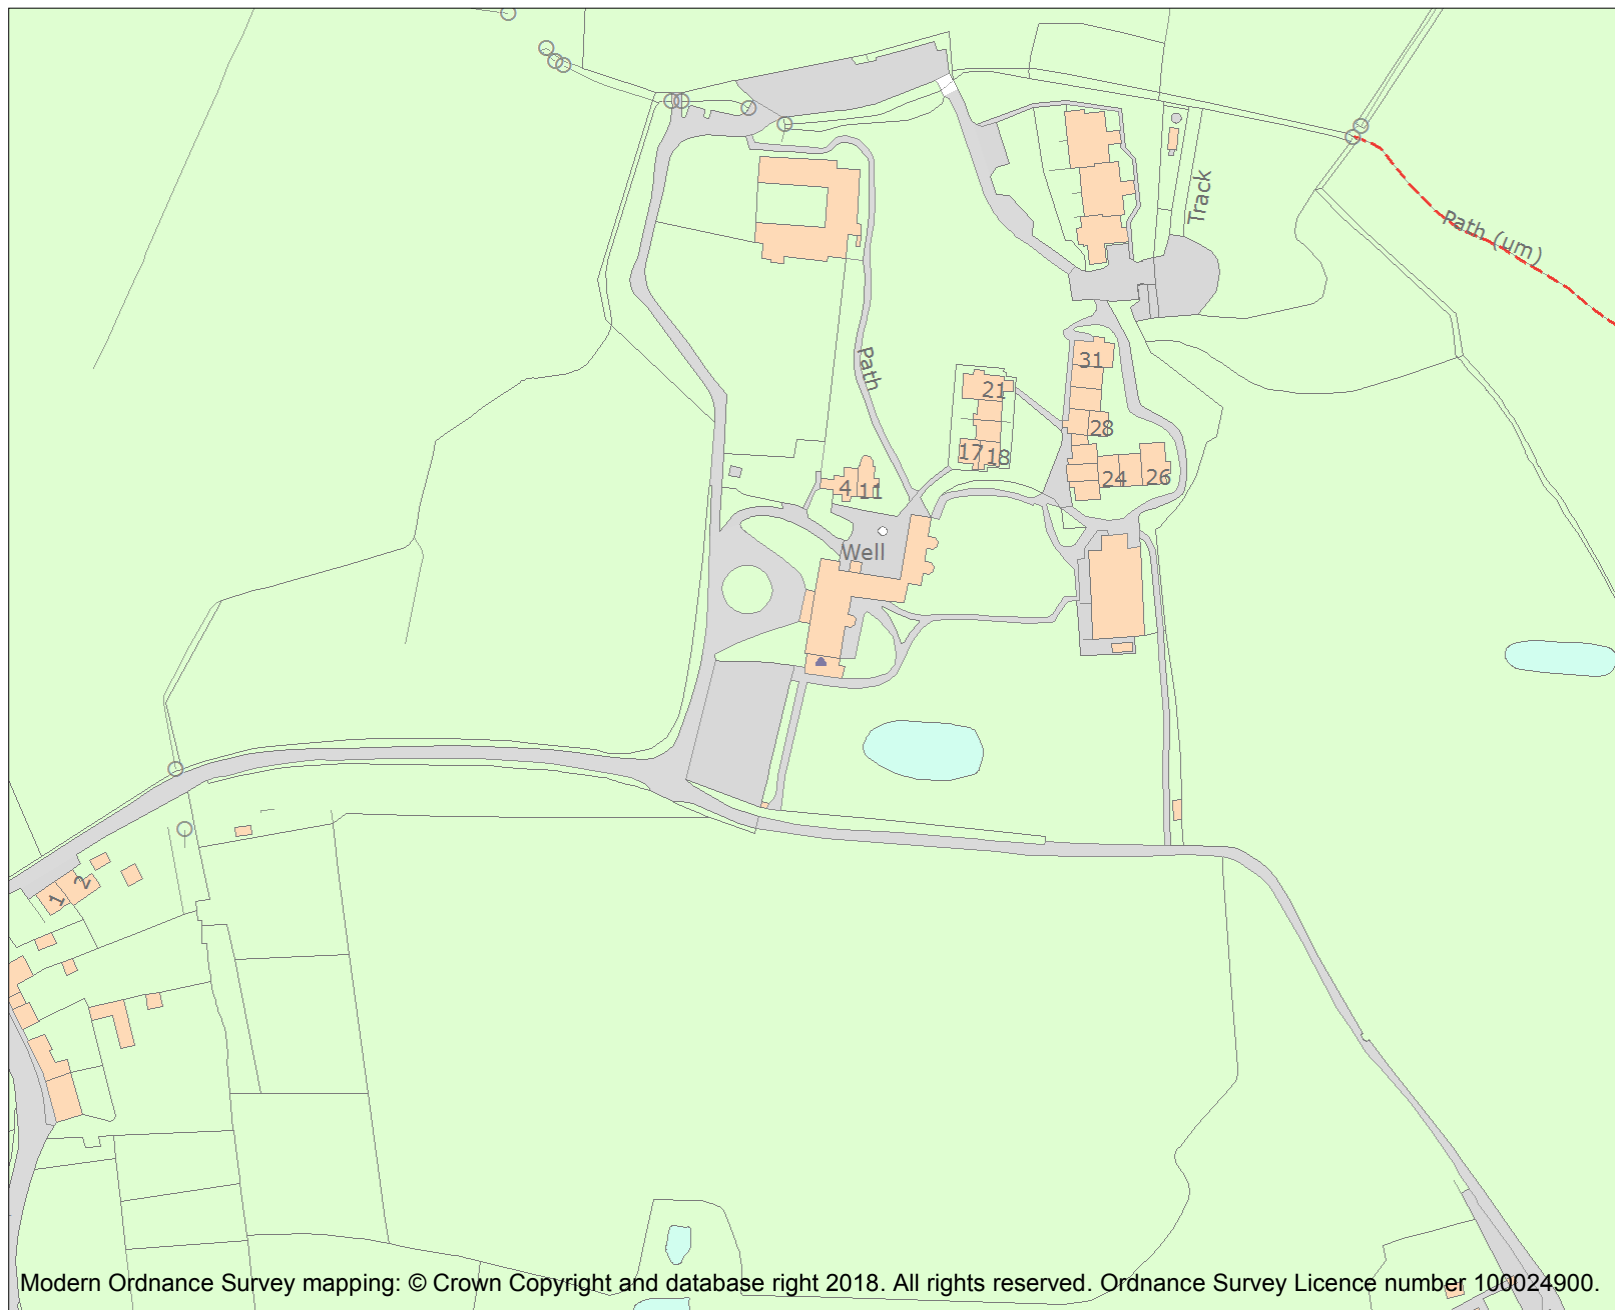 Track
Path (um)
Path
31
21
28
17
18
24
26
4
11
Well
1
2
Modern Ordnance Survey mapping: © Crown Copyright and database right 2018. All rights reserved. Ordnance Survey Licence number 100024900.